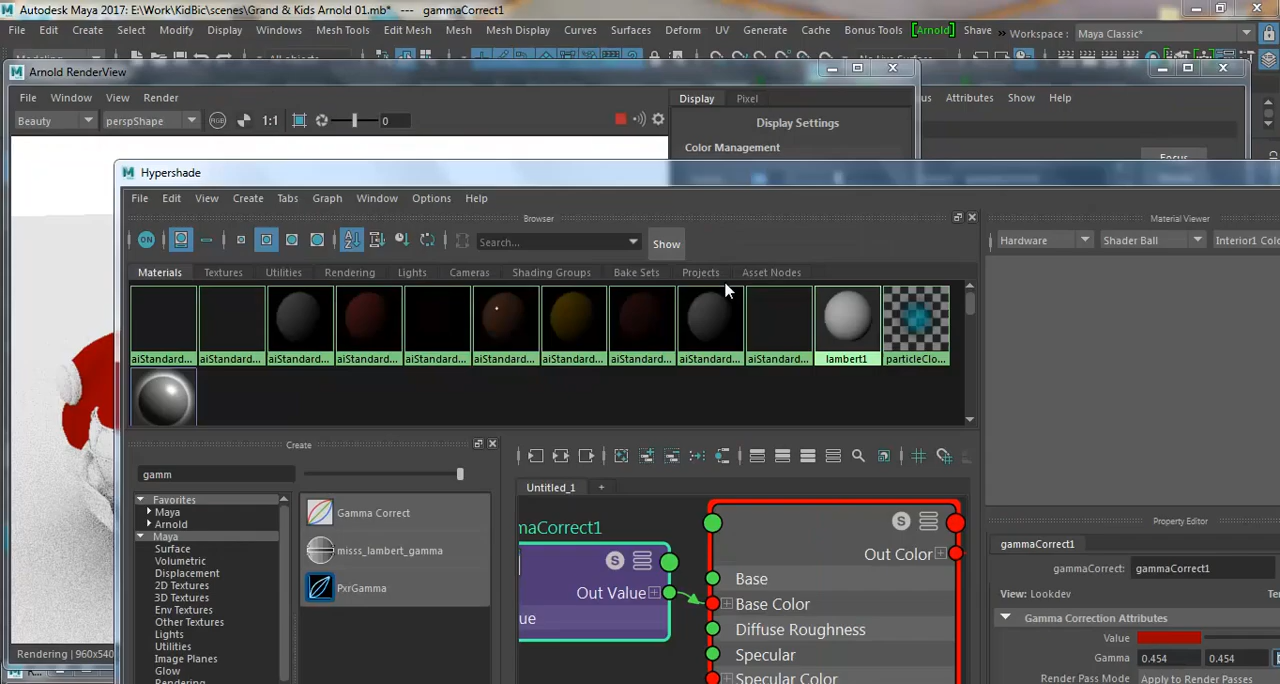 Autodesk Maya 2017: E:\Work\KidBic\scenes\Grand & Kids Arnold 01.mb* --- gammaCorrect1
File Edit Create Select Modify Display Windows Mesh Tools Edit Mesh Mesh Mesh Display Curves Surfaces Deform UV Generate Cache Bonus Tools [Arnold] Shave » Workspace : Maya Classic*
Arnold RenderView
File Window View Render
Display Pixel
Attributes Show Help
Beauty perspShape 1:1 0
Display Settings
Color Management
Focus
Hypershade
File Edit View Create Tabs Graph Window Options Help
Browser
Material Viewer
ON Search... Show
Hardware Shader Ball Interior1 Color
Materials Textures Utilities Rendering Lights Cameras Shading Groups Bake Sets Projects Asset Nodes
aiStandard... aiStandard... aiStandard... aiStandard... aiStandard... aiStandard... aiStandard... aiStandard... aiStandard... aiStandard... lambert1 particleClo...
Create
gamm
Untitled_1 +
Favorites
Maya
Arnold
Maya
Surface
Volumetric
Displacement
2D Textures
3D Textures
Env Textures
Other Textures
Lights
Utilities
Image Planes
Glow
Rendering
Gamma Correct
misss_lambert_gamma
PxrGamma
maCorrect1
S
Out Value
ue
S
Out Color
Base
Base Color
Diffuse Roughness
Specular
Specular Color
Property Editor
gammaCorrect1
gammaCorrect: gammaCorrect1
View: Lookdev
Gamma Correction Attributes
Value
Gamma 0.454 0.454
Render Pass Mode Apply to Render Passes
Rendering | 960x540
R...